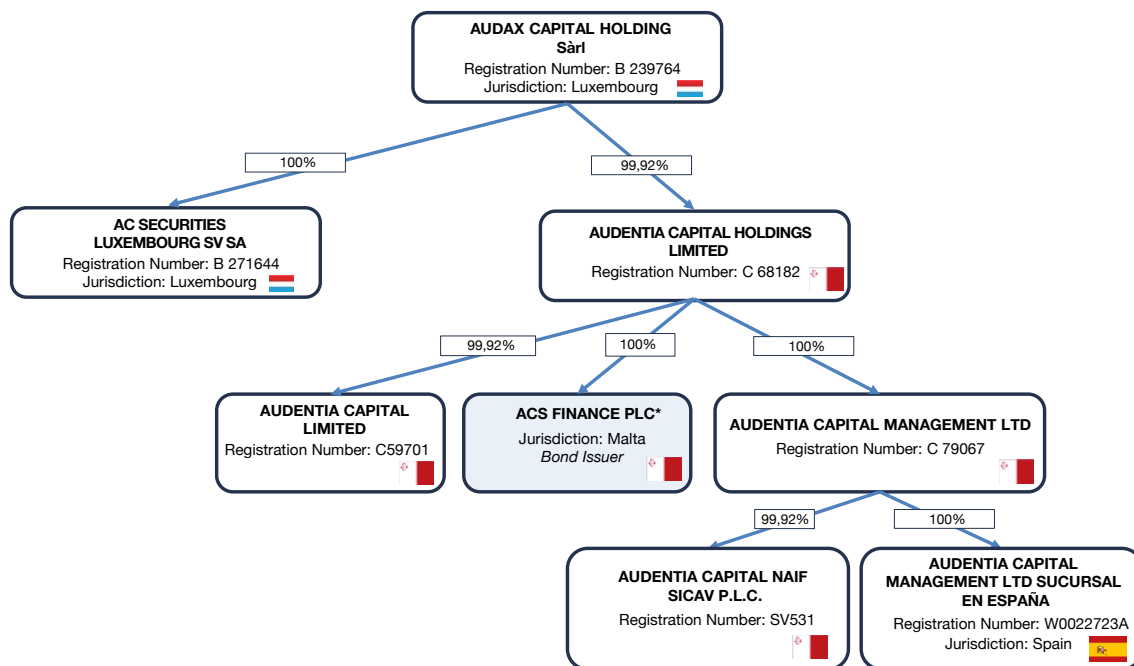 AUDAX CAPITAL HOLDING
Sàrl
Registration Number: B 239764
Jurisdiction: Luxembourg
100%
99,92%
AC SECURITIES
LUXEMBOURG SV SA
Registration Number: B 271644
Jurisdiction: Luxembourg
AUDENTIA CAPITAL HOLDINGS
LIMITED
Registration Number: C 68182
99,92%
100%
100%
AUDENTIA CAPITAL
LIMITED
Registration Number: C59701
ACS FINANCE PLC*
Jurisdiction: Malta
Bond Issuer
AUDENTIA CAPITAL MANAGEMENT LTD
Registration Number: C 79067
99,92%
100%
AUDENTIA CAPITAL NAIF
SICAV P.L.C.
Registration Number: SV531
AUDENTIA CAPITAL
MANAGEMENT LTD SUCURSAL
EN ESPAÑA
Registration Number: W0022723A
Jurisdiction: Spain